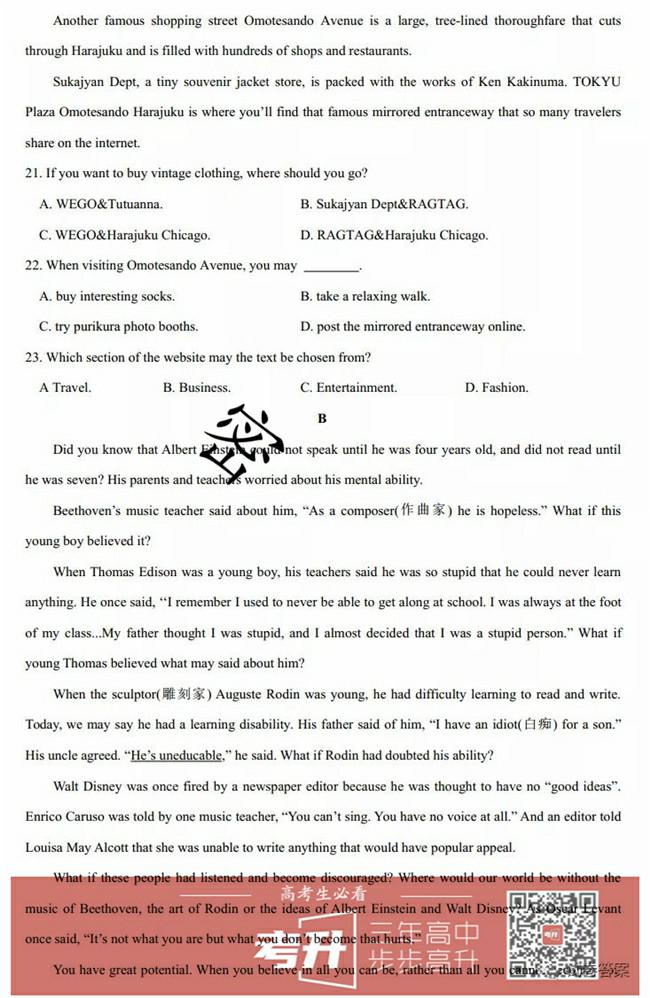 Another famous shopping street Omotesando Avenue is a large, tree-lined thoroughfare that cuts
through Harajuku and is filled with hundreds of shops and restaurants.
Sukajyan Dept, a tiny souvenir jacket store, is packed with the works of Ken Kakinuma. TOKYU
Plaza Omotesando Harajuku is where you’ll find that famous mirrored entranceway that so many travelers
share on the internet.
21. If you want to buy vintage clothing, where should you go?
A. WEGO&Tutuanna. B. Sukajyan Dept&RAGTAG.
C. WEGO&Harajuku Chicago. D. RAGTAG&Harajuku Chicago.
22. When visiting Omotesando Avenue, you may ________.
A. buy interesting socks. B. take a relaxing walk.
C. try purikura photo booths. D. post the mirrored entranceway online.
23. Which section of the website may the text be chosen from?
A Travel. B. Business. C. Entertainment. D. Fashion.
B
密
Did you know that Albert Einstein could not speak until he was four years old, and did not read until
he was seven? His parents and teachers worried about his mental ability.
Beethoven’s music teacher said about him, “As a composer(作曲家) he is hopeless.” What if this
young boy believed it?
When Thomas Edison was a young boy, his teachers said he was so stupid that he could never learn
anything. He once said, ‘‘I remember I used to never be able to get along at school. I was always at the foot
of my class...My father thought I was stupid, and I almost decided that I was a stupid person.” What if
young Thomas believed what may said about him?
When the sculptor(雕刻家) Auguste Rodin was young, he had difficulty learning to read and write.
Today, we may say he had a learning disability. His father said of him, “I have an idiot(白痴) for a son.”
His uncle agreed. “He’s uneducable,” he said. What if Rodin had doubted his ability?
Walt Disney was once fired by a newspaper editor because he was thought to have no “good ideas”.
Enrico Caruso was told by one music teacher, “You can’t sing. You have no voice at all.” And an editor told
Louisa May Alcott that she was unable to write anything that would have popular appeal.
What if these people had listened and become discouraged? Where would our world be without the
高考生必看
music of Beethoven, the art of Rodin or the ideas of Albert Einstein and Walt Disney? As Oscar Levant
once said, “It’s not what you are but what you don’t become that hurts.”
考升
三年高中
步步高升
考升
You have great potential. When you believe in all you can be, rather than all you
答案